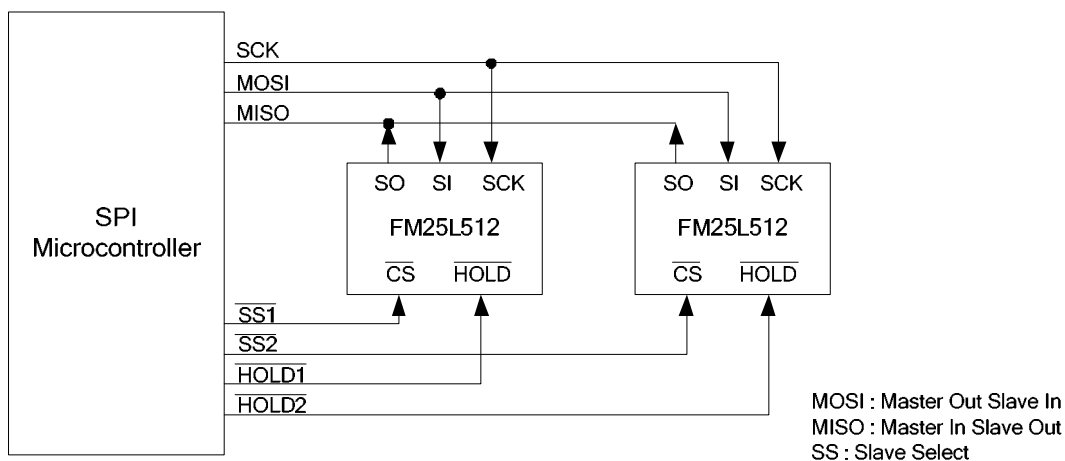 SCK
MOSI
MISO
SO SI SCK
FM25L512
CS HOLD
SO SI SCK
FM25L512
CS HOLD
SPI
Microcontroller
SS1
SS2
HOLD1
HOLD2
MOSI : Master Out Slave In
MISO : Master In Slave Out
SS : Slave Select